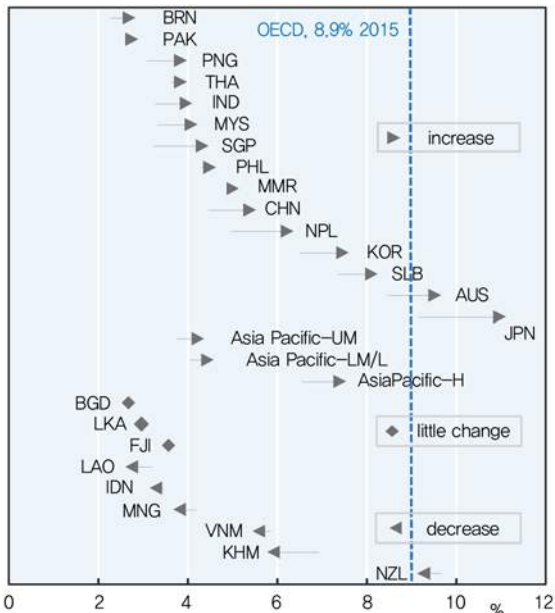 BRN
OECD, 8.9% 2015
PAK
PNG
THA
IND
MYS
increase
SGP
PHL
MMR
CHN
NPL
KOR
SLB
AUS
JPN
Asia Pacific-UM
Asia Pacific-LM/L
AsiaPacific-H
BGD
LKA
little change
FJI
LAO
IDN
MNG
VNM
decrease
KHM
NZL
0 2 4 6 8 10 % 12